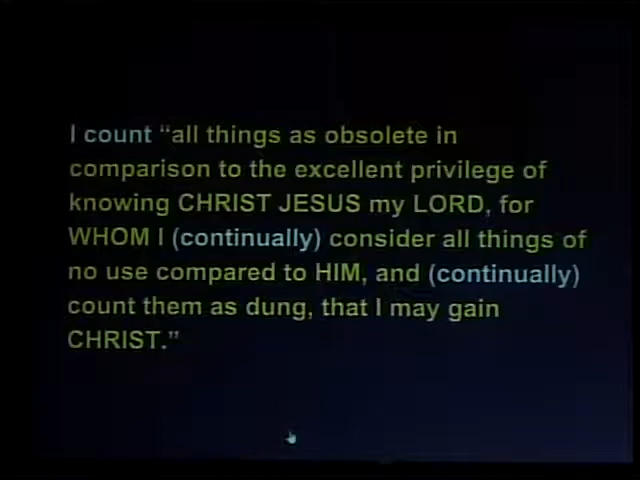 I count “all things as obsolete in
comparison to the excellent privilege of
knowing CHRIST JESUS my LORD, for
WHOM I (continually) consider all things of
no use compared to HIM, and (continually)
count them as dung, that I may gain
CHRIST.”